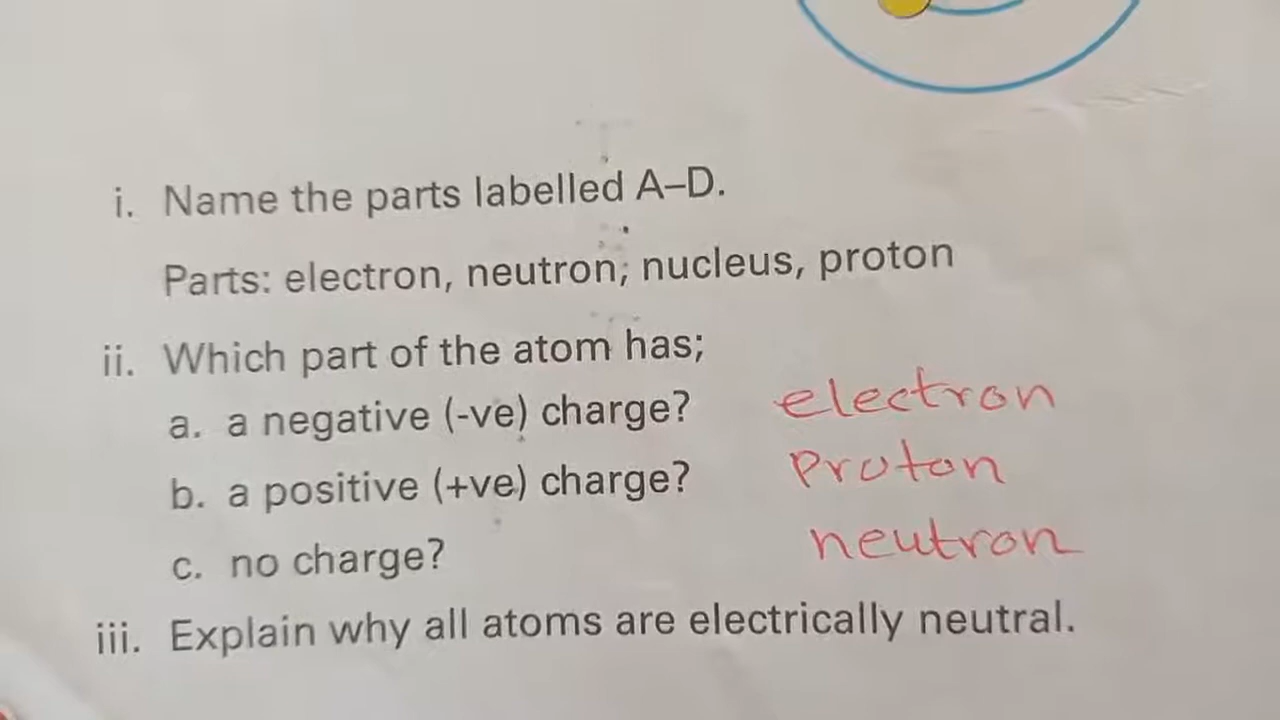 i. Name the parts labelled A–D.
Parts: electron, neutron; nucleus, proton
ii. Which part of the atom has;
a. a negative (-ve) charge? electron
b. a positive (+ve) charge? Proton
c. no charge? neutron
iii. Explain why all atoms are electrically neutral.